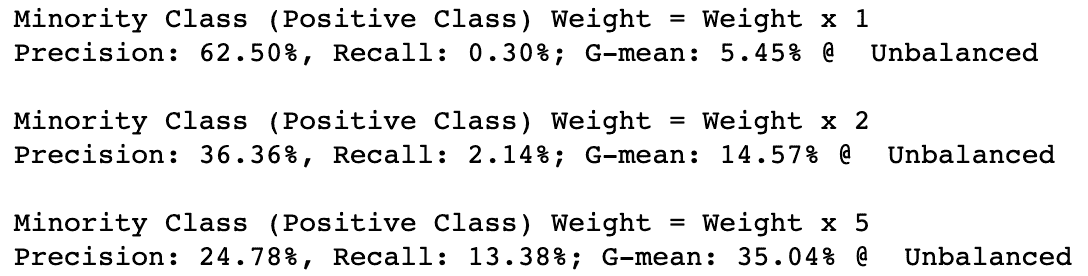 Minority Class (Positive Class) Weight = Weight x 1
Precision: 62.50%, Recall: 0.30%; G-mean: 5.45% @  Unbalanced
Minority Class (Positive Class) Weight = Weight x 2
Precision: 36.36%, Recall: 2.14%; G-mean: 14.57% @  Unbalanced
Minority Class (Positive Class) Weight = Weight x 5
Precision: 24.78%, Recall: 13.38%; G-mean: 35.04% @  Unbalanced